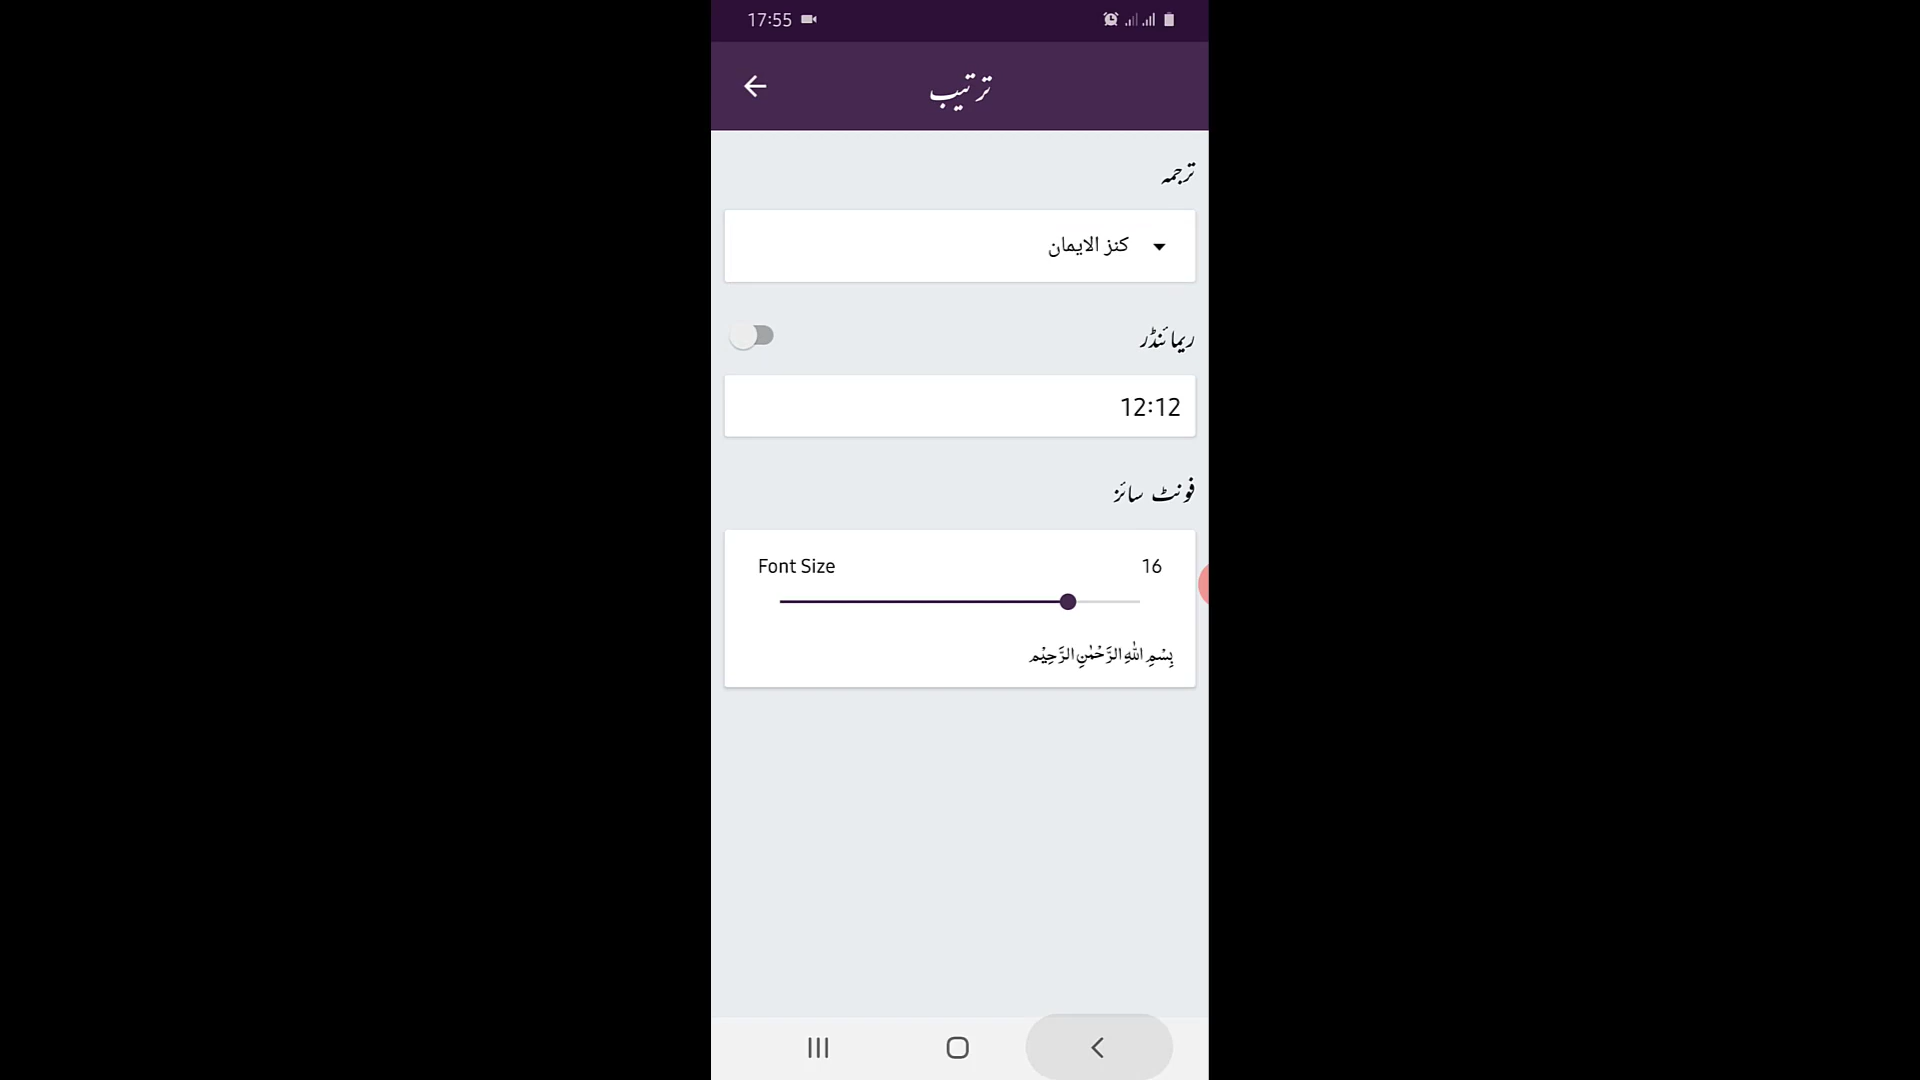 17:55
ترتیب
ترجمہ
کنز الایمان
ریمائنڈر
12:12
فونٹ سائز
Font Size 16
بِسْمِ اللّٰهِ الرَّحْمٰنِ الرَّحِیْم